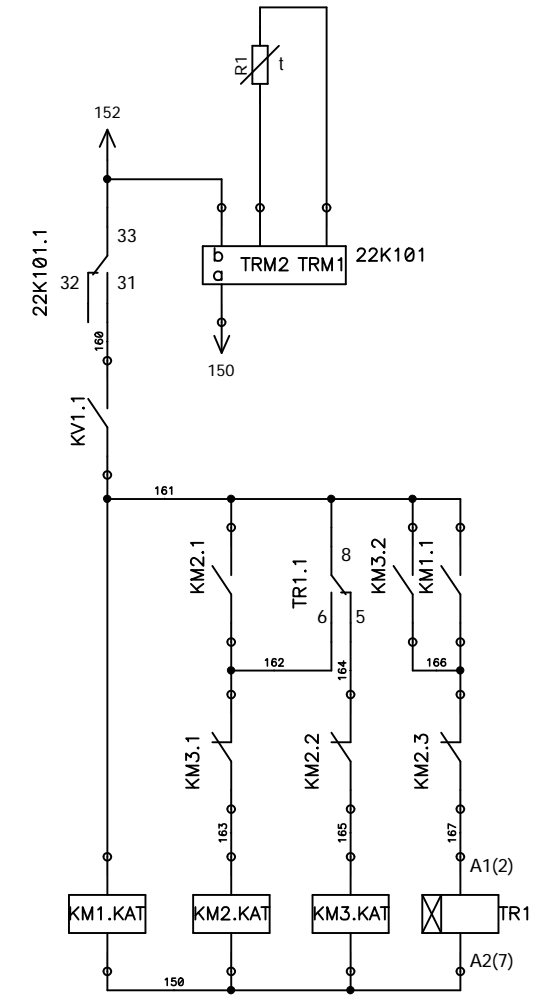 R1
t
152
33
22K101.1
32
31
b
TRM2
TRM1
a
22K101
160
150
KV1.1
161
KM2.1
TR1.1
8
KM3.2
KM1.1
6
5
162
164
166
KM3.1
KM2.2
KM2.3
163
165
167
A1(2)
KM1.KAT
KM2.KAT
KM3.KAT
TR1
A2(7)
150